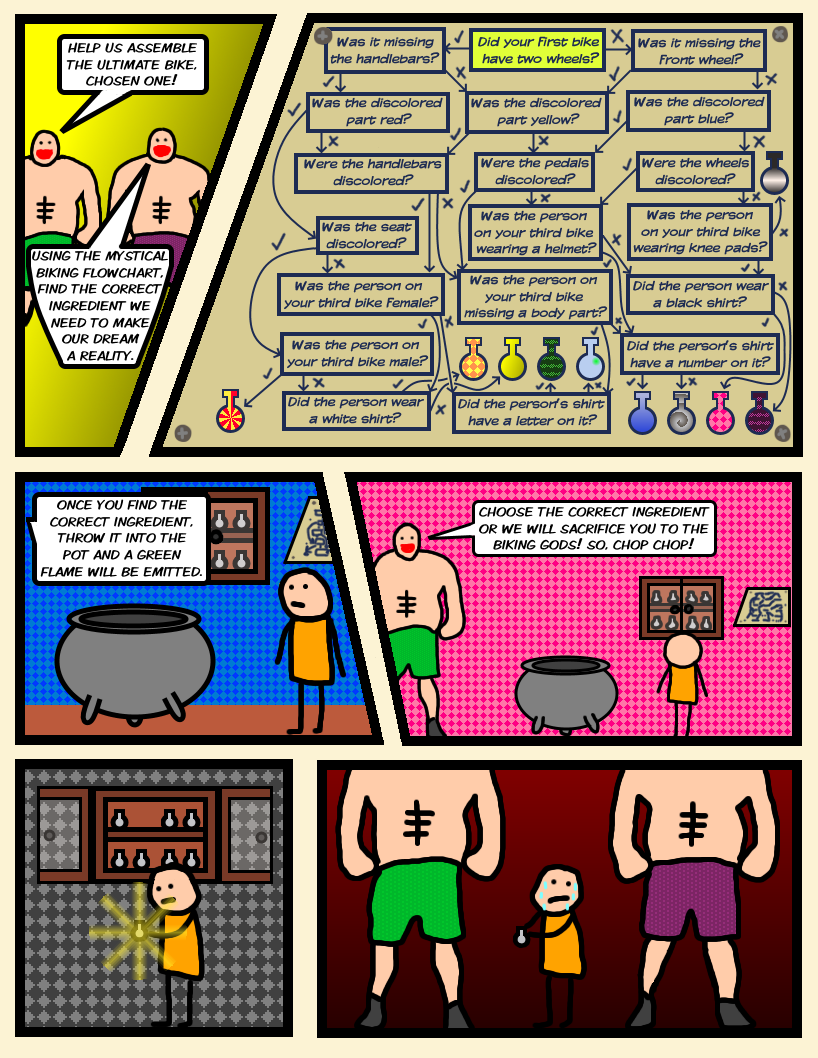 HELP US ASSEMBLE
THE ULTIMATE BIKE,
CHOSEN ONE!
USING THE MYSTICAL
BIKING FLOWCHART,
FIND THE CORRECT
INGREDIENT WE
NEED TO MAKE
OUR DREAM
A REALITY.
Was it missing
the handlebars?
Did your first bike
have two wheels?
Was it missing the
front wheel?
Was the discolored
part red?
Was the discolored
part yellow?
Was the discolored
part blue?
Were the handlebars
discolored?
Were the pedals
discolored?
Were the wheels
discolored?
Was the seat
discolored?
Was the person
on your third bike
wearing a helmet?
Was the person
on your third bike
wearing knee pads?
Was the person on
your third bike female?
Was the person on
your third bike
missing a body part?
Did the person wear
a black shirt?
Was the person on
your third bike male?
Did the person's shirt
have a number on it?
Did the person wear
a white shirt?
Did the person's shirt
have a letter on it?
ONCE YOU FIND THE
CORRECT INGREDIENT,
THROW IT INTO THE
POT AND A GREEN
FLAME WILL BE EMITTED.
CHOOSE THE CORRECT INGREDIENT
OR WE WILL SACRIFICE YOU TO THE
BIKING GODS! SO, CHOP CHOP!